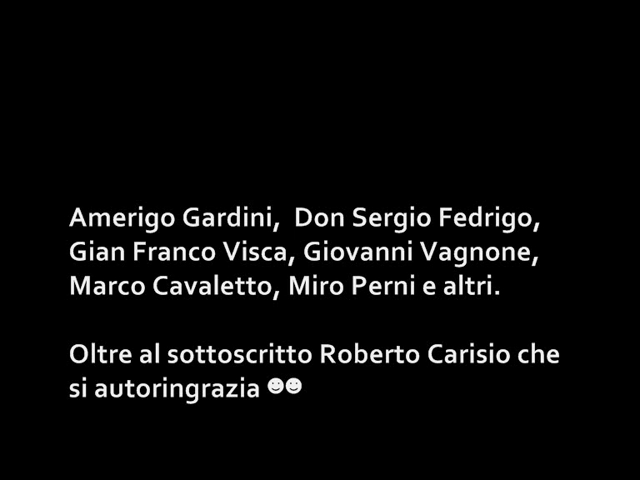 Amerigo Gardini,  Don Sergio Fedrigo,
Gian Franco Visca, Giovanni Vagnone,
Marco Cavaletto, Miro Perni e altri.
Oltre al sottoscritto Roberto Carisio che
si autoringrazia ☻☻